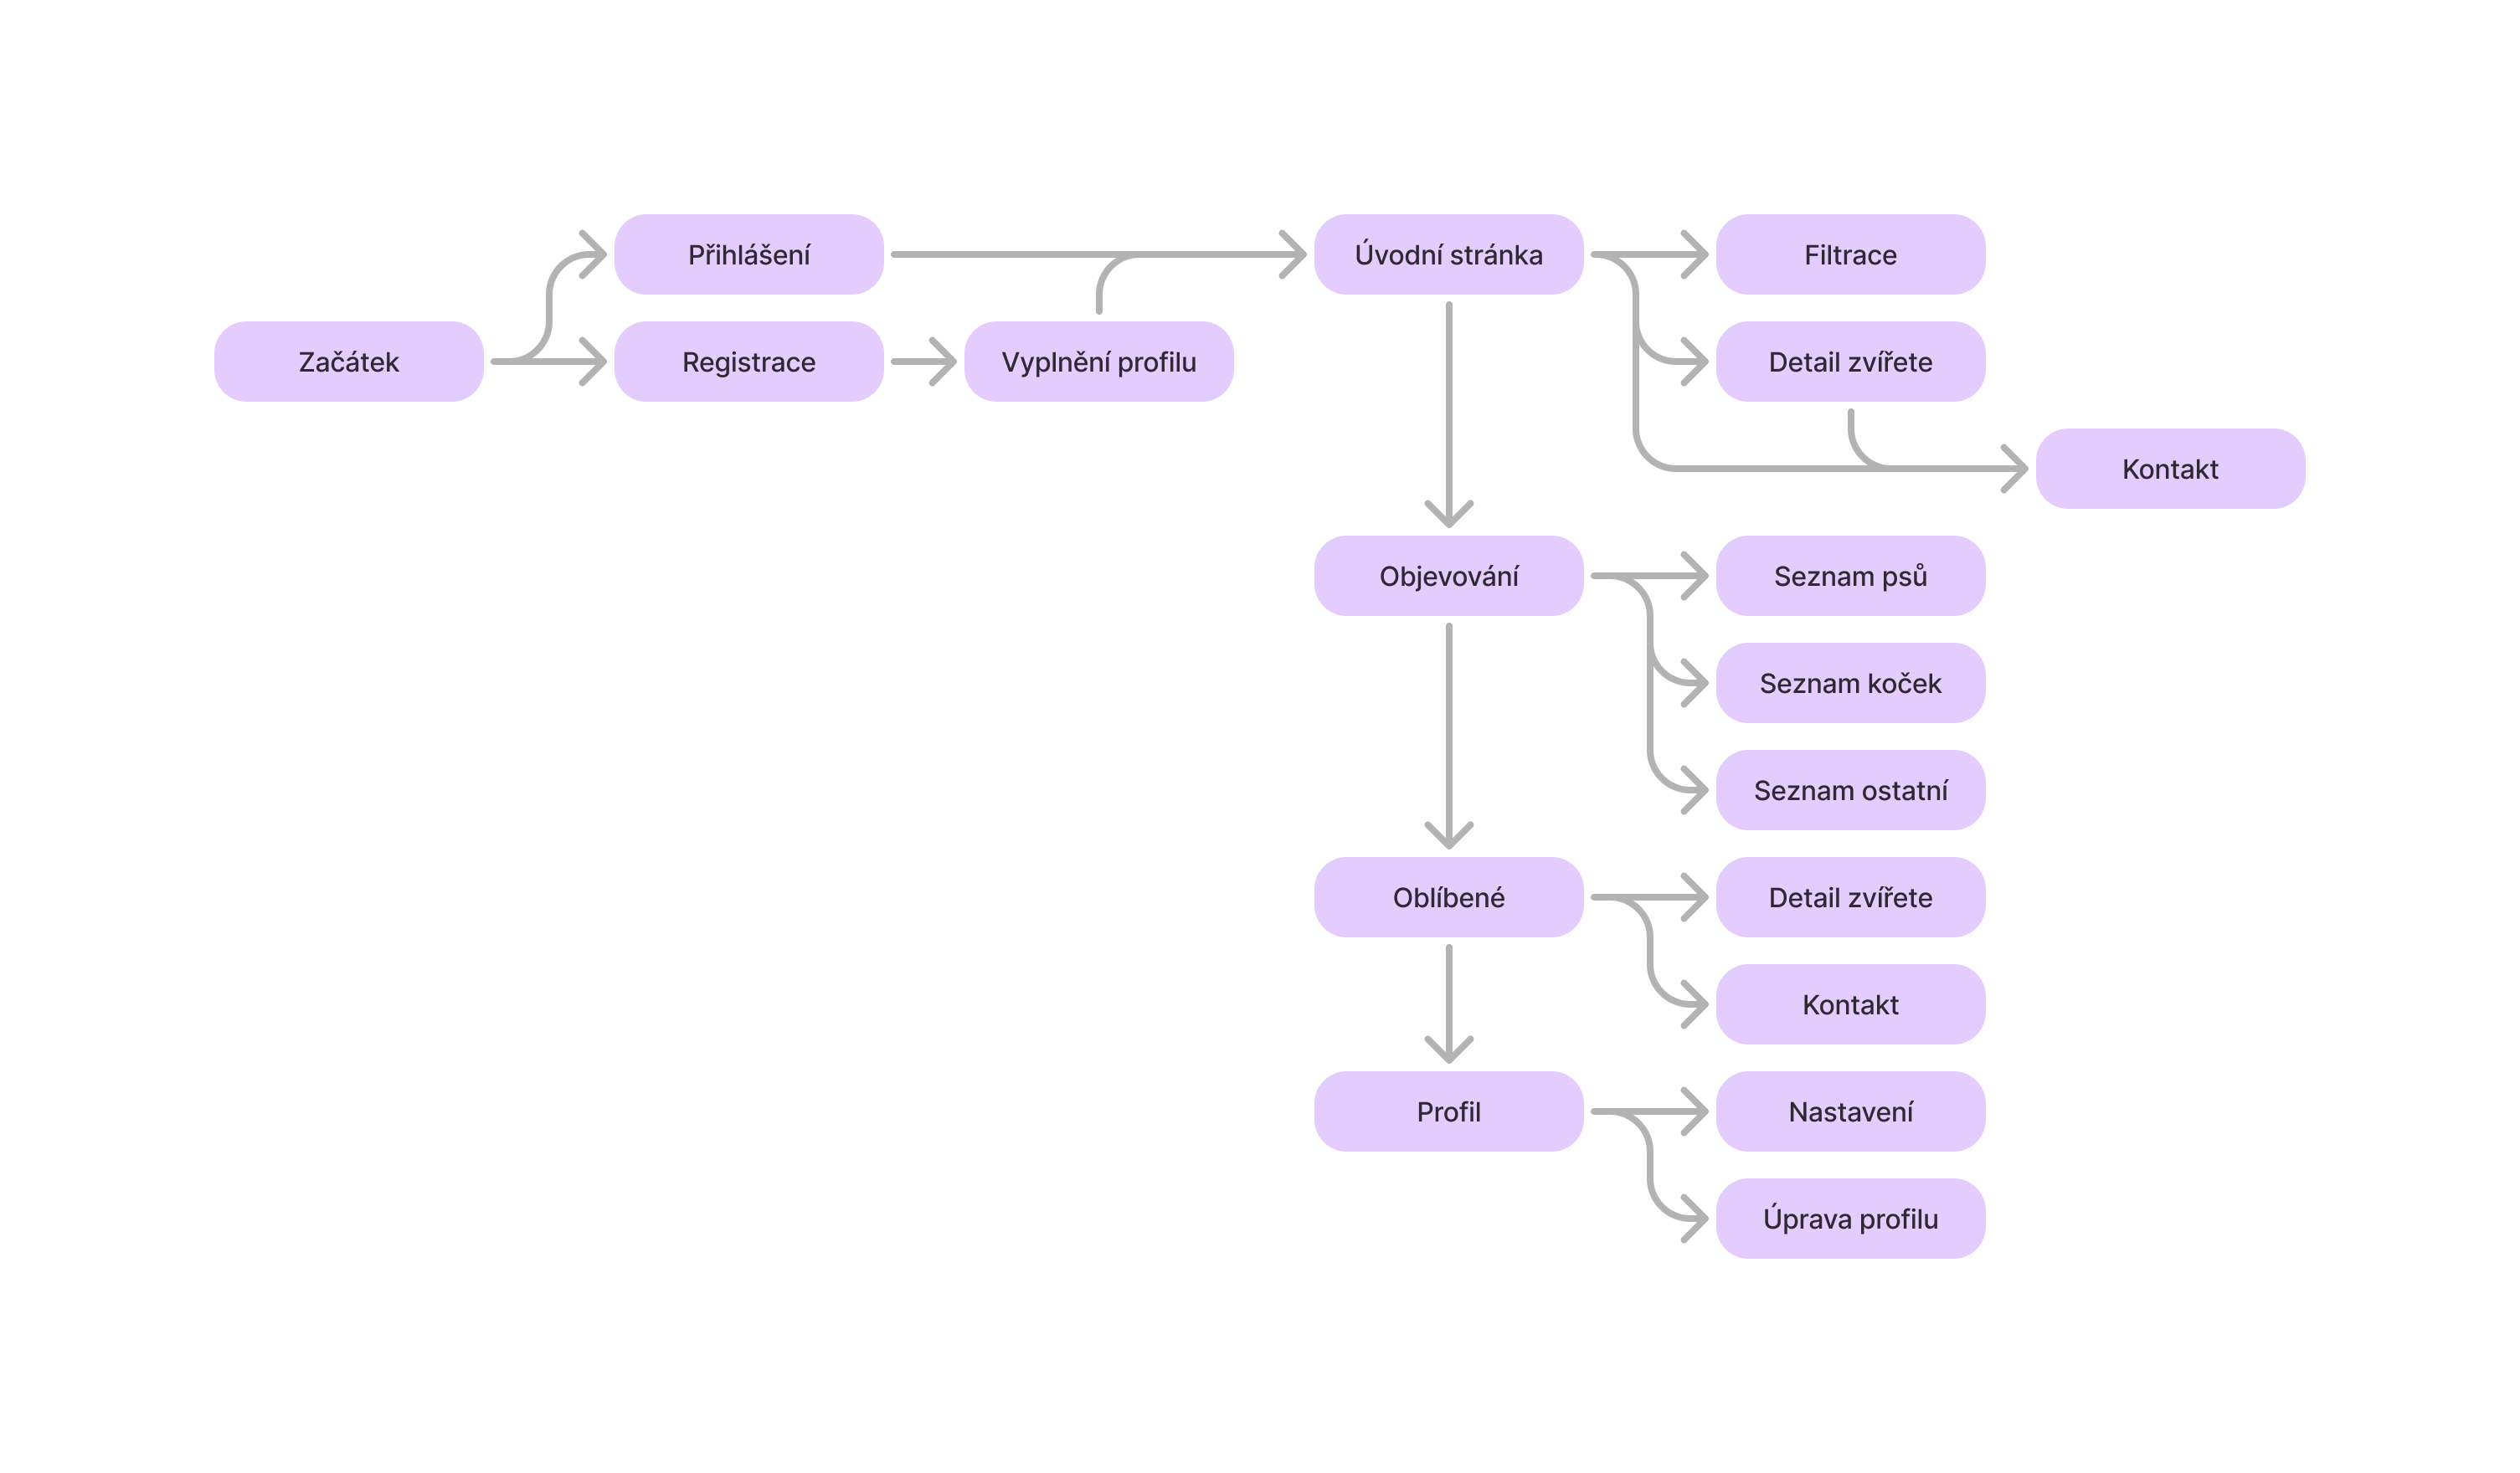 Přihlášení
Úvodní stránka
Filtrace
Začátek
Registrace
Vyplnění profilu
Detail zvířete
Kontakt
Objevování
Seznam psů
Seznam koček
Seznam ostatní
Oblíbené
Detail zvířete
Kontakt
Profil
Nastavení
Úprava profilu